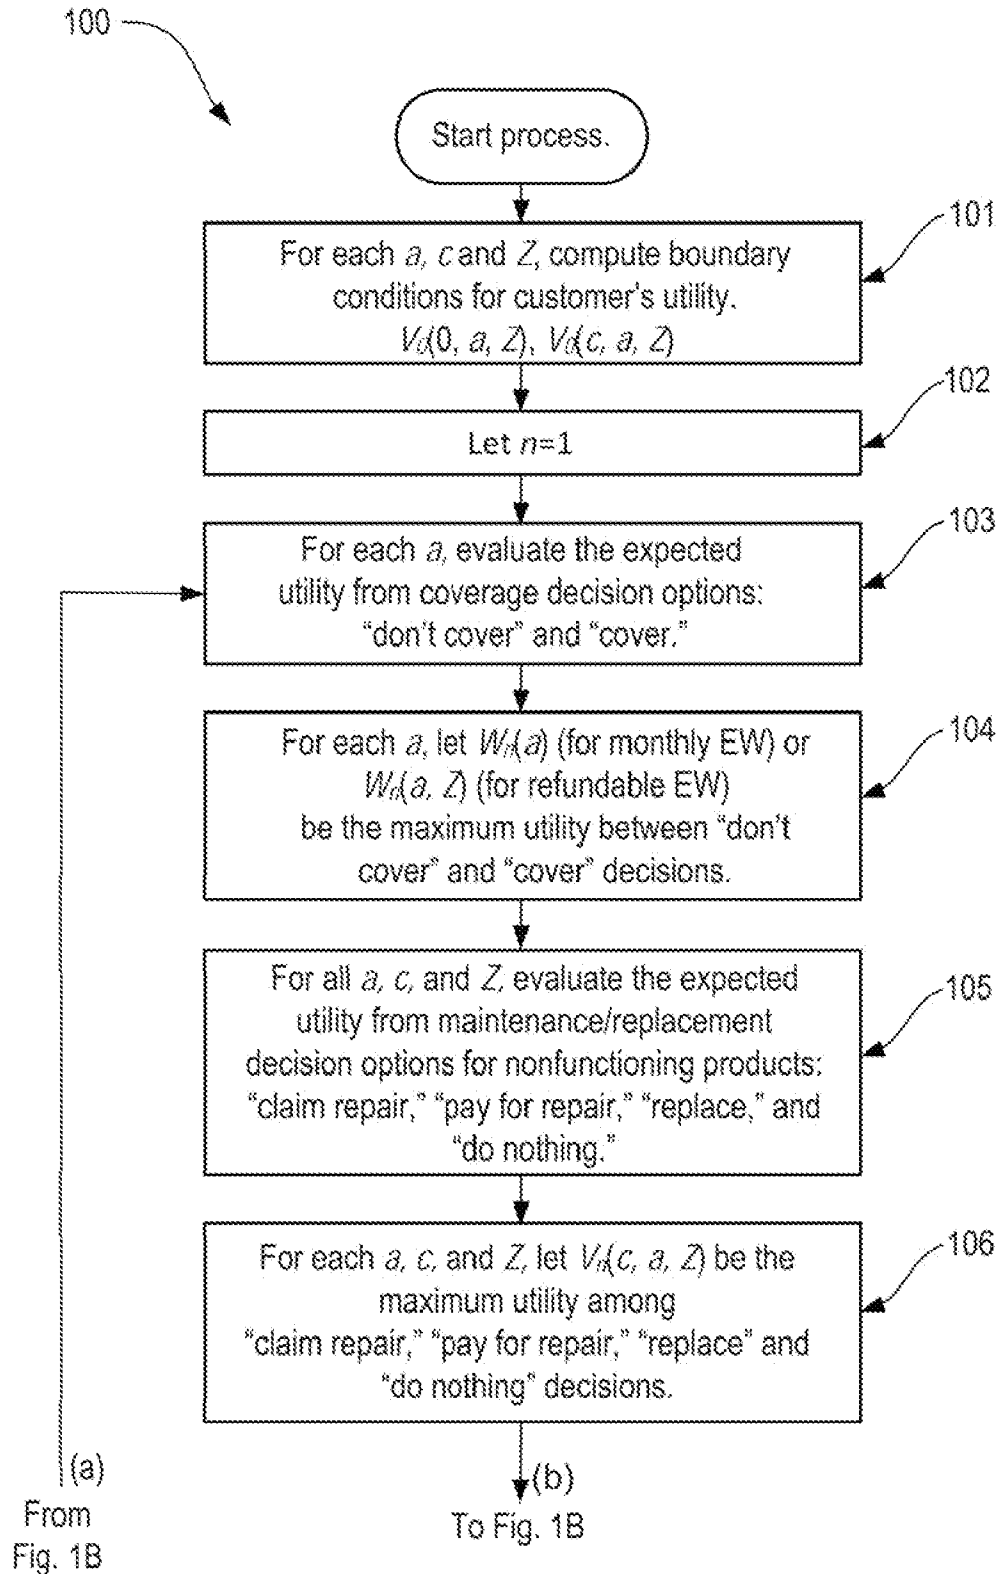 100
Start process.
101
For each a, c and Z, compute boundary
conditions for customer's utility.
V₀(0, a, Z), V₀(c, a, Z)
102
Let n=1
103
For each a, evaluate the expected
utility from coverage decision options:
“don't cover” and “cover.”
104
For each a, let Wₙ(a) (for monthly EW) or
Wₙ(a, Z) (for refundable EW)
be the maximum utility between “don't
cover” and “cover” decisions.
105
For all a, c, and Z, evaluate the expected
utility from maintenance/replacement
decision options for nonfunctioning products:
“claim repair,” “pay for repair,” “replace,” and
“do nothing.”
106
For each a, c, and Z, let Vₙ(c, a, Z) be the
maximum utility among
“claim repair,” “pay for repair,” “replace” and
“do nothing” decisions.
(a)
From
Fig. 1B
(b)
To Fig. 1B